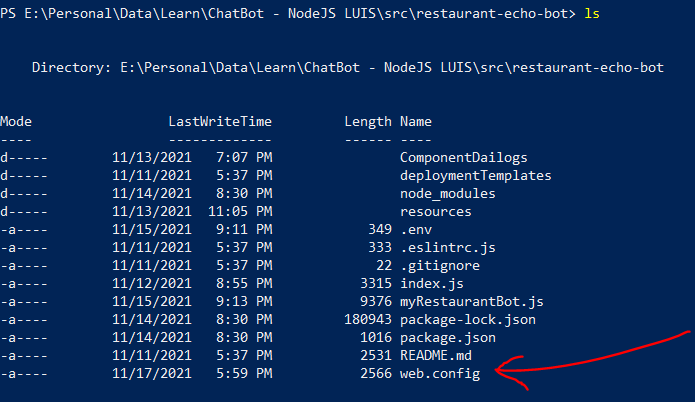 PS E:\Personal\Data\Learn\ChatBot - NodeJS LUIS\src\restaurant-echo-bot> ls
Directory: E:\Personal\Data\Learn\ChatBot - NodeJS LUIS\src\restaurant-echo-bot
Mode                 LastWriteTime         Length Name
----                 -------------         ------ ----
d-----        11/13/2021   7:07 PM                ComponentDailogs
d-----        11/11/2021   5:37 PM                deploymentTemplates
d-----        11/14/2021   8:30 PM                node_modules
d-----        11/13/2021  11:05 PM                resources
-a----        11/15/2021   9:11 PM            349 .env
-a----        11/11/2021   5:37 PM            333 .eslintrc.js
-a----        11/11/2021   5:37 PM             22 .gitignore
-a----        11/12/2021   8:55 PM           3315 index.js
-a----        11/15/2021   9:13 PM           9376 myRestaurantBot.js
-a----        11/14/2021   8:30 PM         180943 package-lock.json
-a----        11/14/2021   8:30 PM           1016 package.json
-a----        11/11/2021   5:37 PM           2531 README.md
-a----        11/17/2021   5:59 PM           2566 web.config